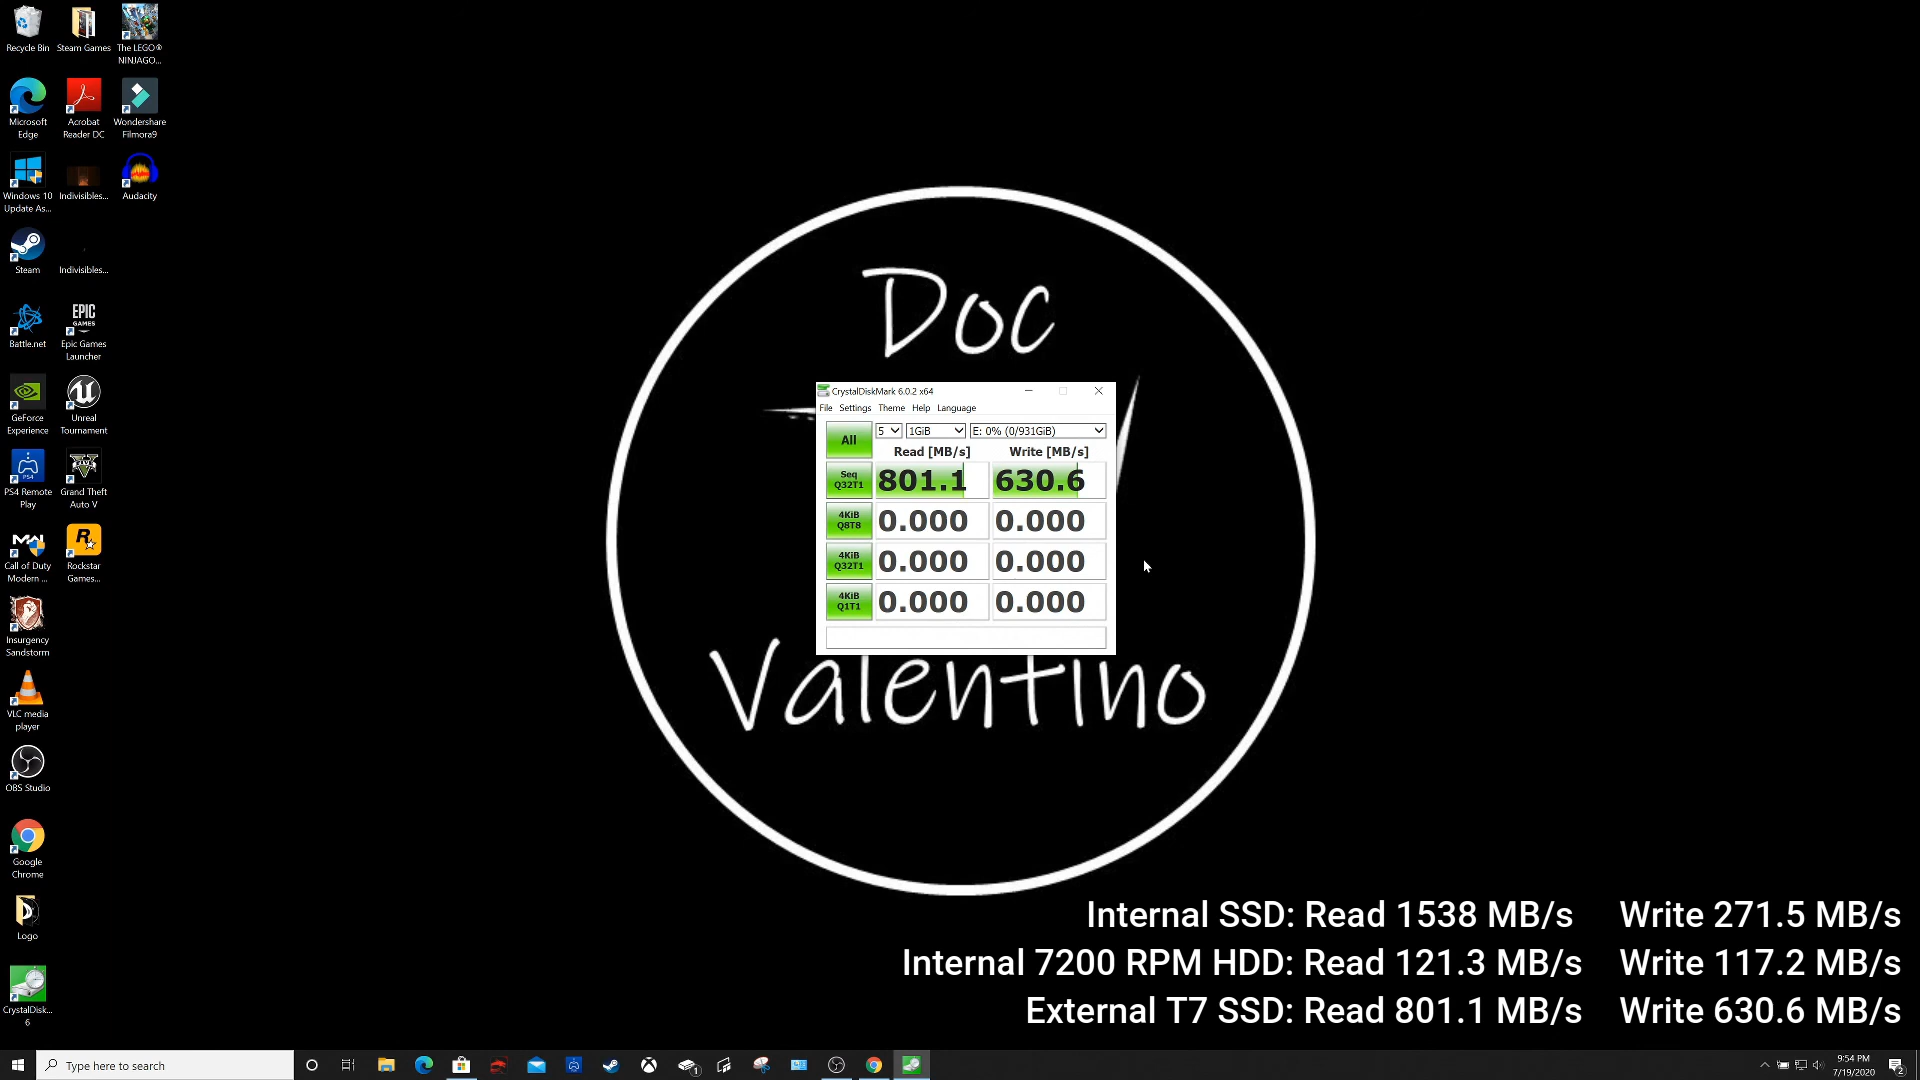 Recycle Bin
Steam Games
The LEGO®
NINJAGO...
Microsoft
Edge
Acrobat
Reader DC
Wondershare
Filmora9
Windows 10
Update As...
Indivisibles...
Audacity
Steam
Indivisibles...
Battle.net
EPIC
GAMES
Epic Games
Launcher
GeForce
Experience
Unreal
Tournament
PS4
PS4 Remote
Play
V
Grand Theft
Auto V
MW
Call of Duty
Modern ...
R
Rockstar
Games...
Insurgency
Sandstorm
VLC media
player
OBS Studio
Google
Chrome
Logo
CrystalDisk...
6
Doc
Valentino
CrystalDiskMark 6.0.2 x64
File Settings Theme Help Language
All
5 1GiB E: 0% (0/931GiB)
Read [MB/s] Write [MB/s]
Seq
Q32T1
801.1 630.6
4KiB
Q8T8
0.000 0.000
4KiB
Q32T1
0.000 0.000
4KiB
Q1T1
0.000 0.000
Internal SSD: Read 1538 MB/s Write 271.5 MB/s
Internal 7200 RPM HDD: Read 121.3 MB/s Write 117.2 MB/s
External T7 SSD: Read 801.1 MB/s Write 630.6 MB/s
Type here to search
1
9:54 PM
7/19/2020
2